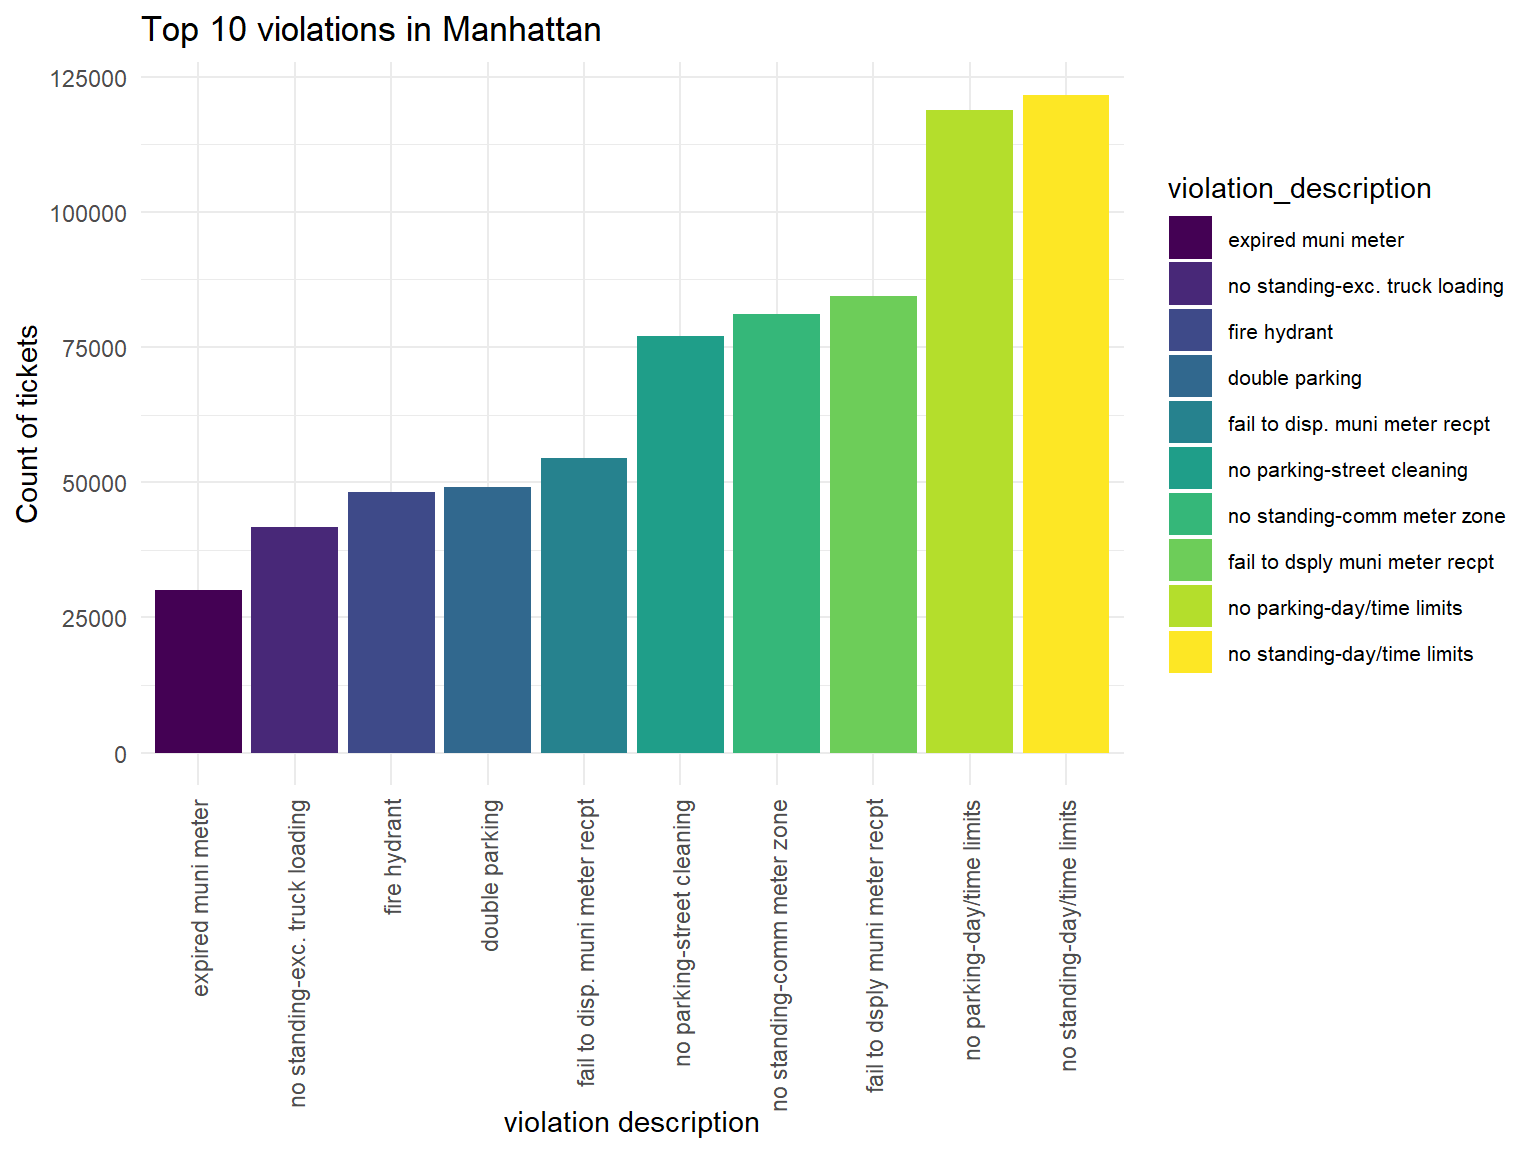 Top 10 violations in Manhattan
Count of tickets
125000
100000
75000
50000
25000
0
expired muni meter
no standing-exc. truck loading
fire hydrant
double parking
fail to disp. muni meter recpt
no parking-street cleaning
no standing-comm meter zone
fail to dsply muni meter recpt
no parking-day/time limits
no standing-day/time limits
violation description
violation_description
expired muni meter
no standing-exc. truck loading
fire hydrant
double parking
fail to disp. muni meter recpt
no parking-street cleaning
no standing-comm meter zone
fail to dsply muni meter recpt
no parking-day/time limits
no standing-day/time limits